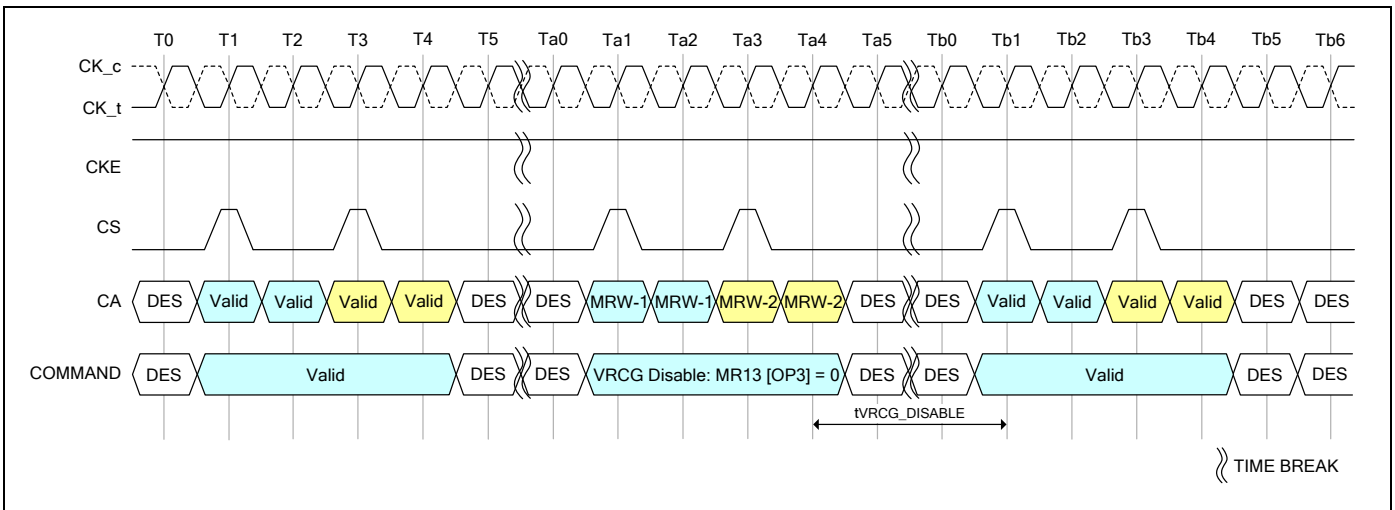 T0 T1 T2 T3 T4 T5 Ta0 Ta1 Ta2 Ta3 Ta4 Ta5 Tb0 Tb1 Tb2 Tb3 Tb4 Tb5 Tb6
CK_c
CK_t
CKE
CS
CA DES Valid Valid Valid Valid DES DES MRW-1 MRW-1 MRW-2 MRW-2 DES DES Valid Valid Valid Valid DES DES
COMMAND DES Valid DES DES VRCG Disable: MR13 [OP3] = 0 DES DES Valid DES DES
tVRCG_DISABLE
TIME BREAK